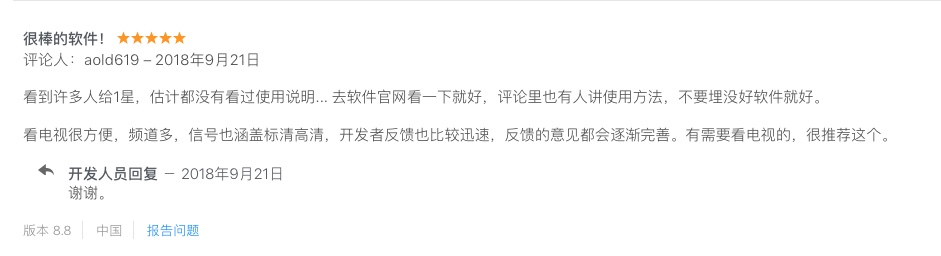 很棒的软件！ ★★★★★
评论人：aold619 – 2018年9月21日
看到许多人给1星，估计都没有看过使用说明... 去软件官网看一下就好，评论里也有人讲使用方法，不要埋没好软件就好。
看电视很方便，频道多，信号也涵盖标清高清，开发者反馈也比较迅速，反馈的意见都会逐渐完善。有需要看电视的，很推荐这个。
开发人员回复 — 2018年9月21日
谢谢。
版本 8.8 中国 报告问题